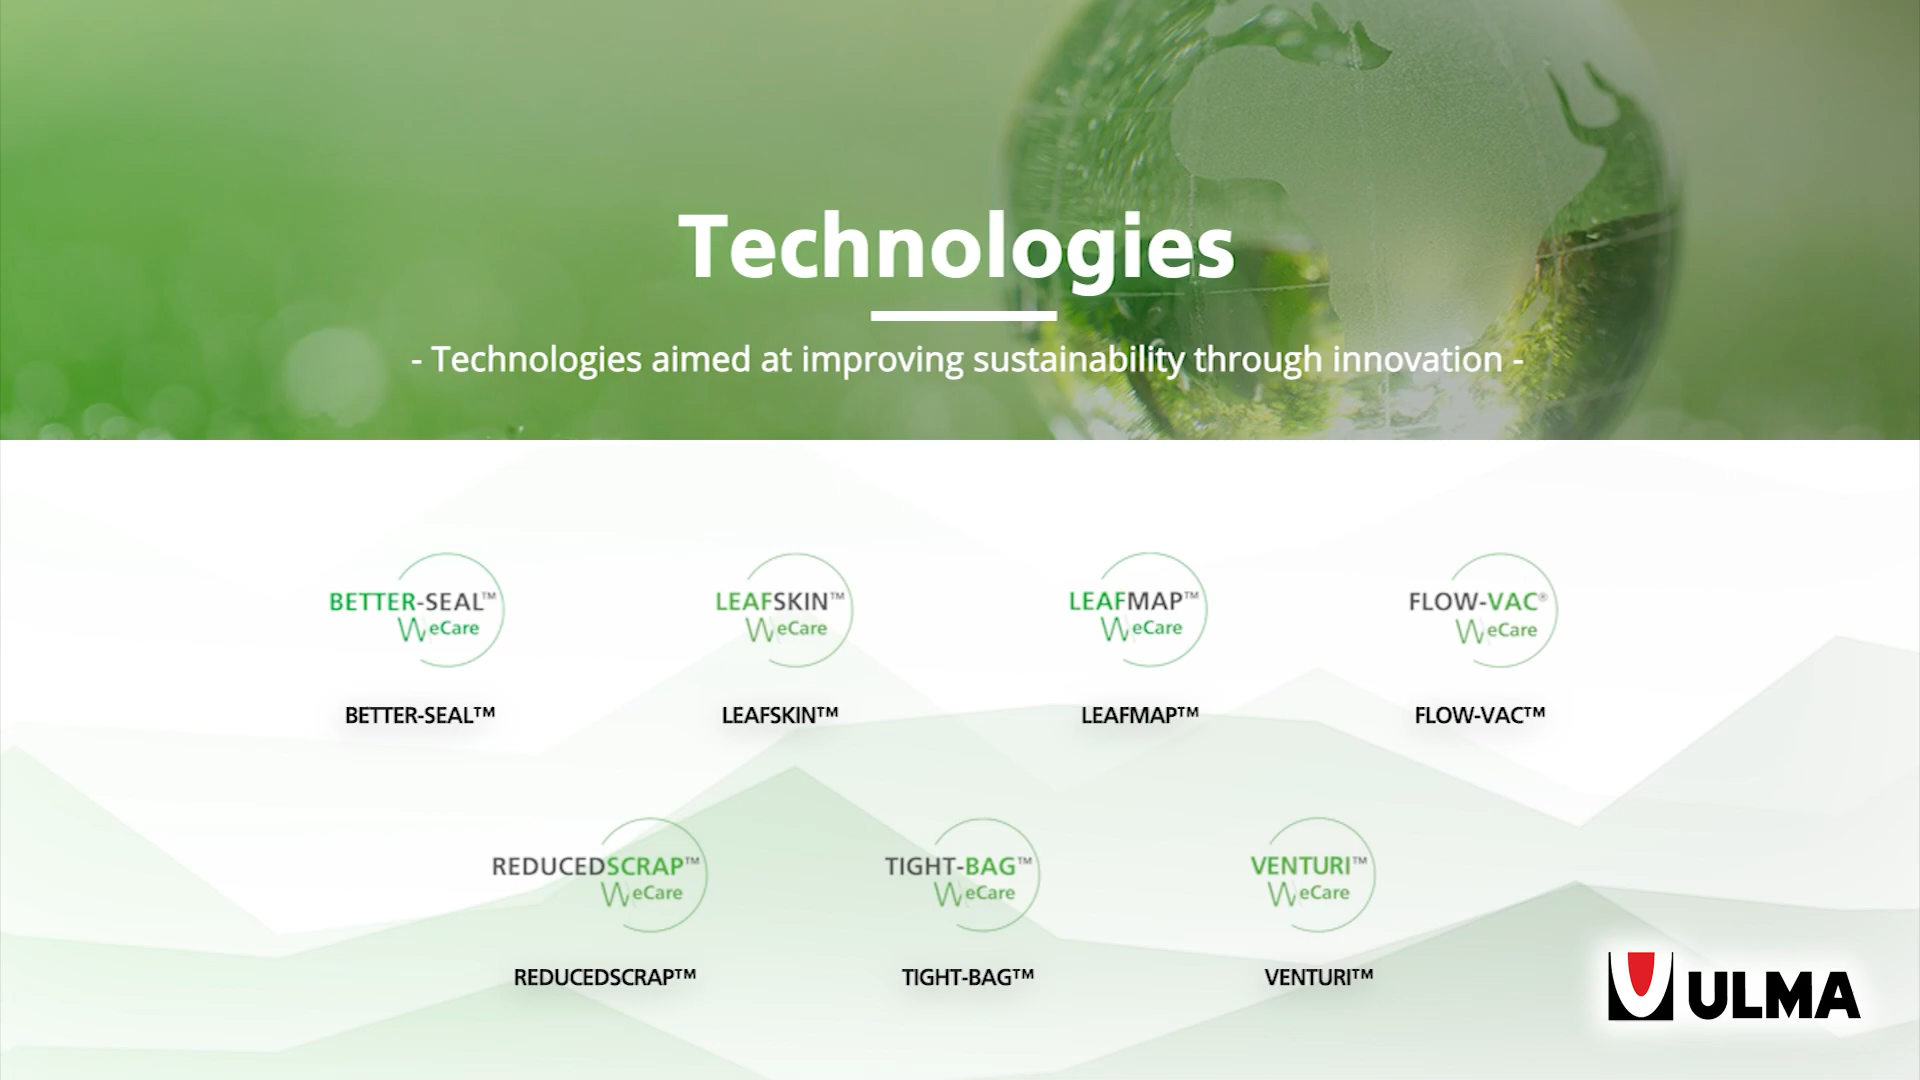 Technologies
- Technologies aimed at improving sustainability through innovation -
BETTER-SEAL™
WeCare
BETTER-SEAL™
LEAFSKIN™
WeCare
LEAFSKIN™
LEAFMAP™
WeCare
LEAFMAP™
FLOW-VAC®
WeCare
FLOW-VAC™
REDUCEDSCRAP™
WeCare
REDUCEDSCRAP™
TIGHT-BAG™
WeCare
TIGHT-BAG™
VENTURI™
WeCare
VENTURI™
ULMA